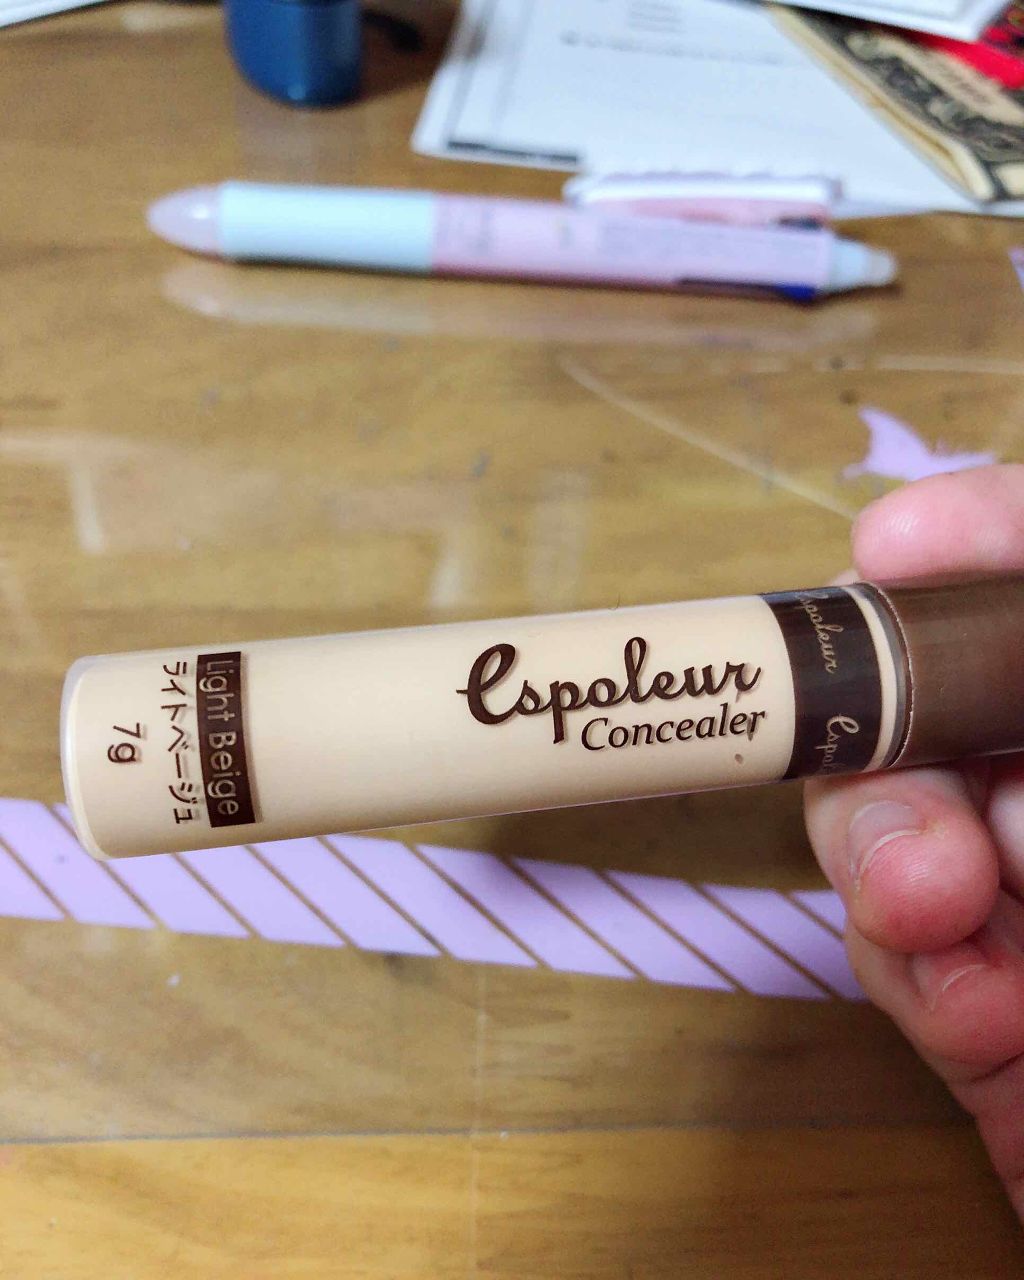 Espoleur
Concealer
Light Beige
ライトベージュ
7g
Espoleur